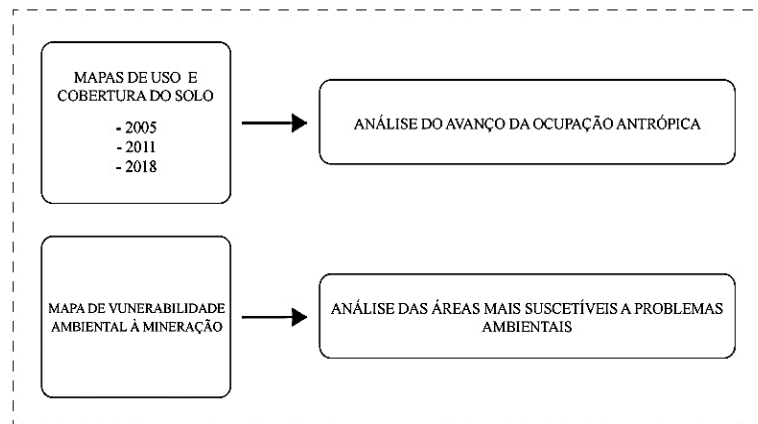 MAPAS DE USO E
COBERTURA DO SOLO
- 2005
- 2011
- 2018
ANÁLISE DO AVANÇO DA OCUPAÇÃO ANTRÓPICA
MAPA DE VUNERABILIDADE
AMBIENTAL À MINERAÇÃO
ANÁLISE DAS ÁREAS MAIS SUSCETÍVEIS A PROBLEMAS
AMBIENTAIS